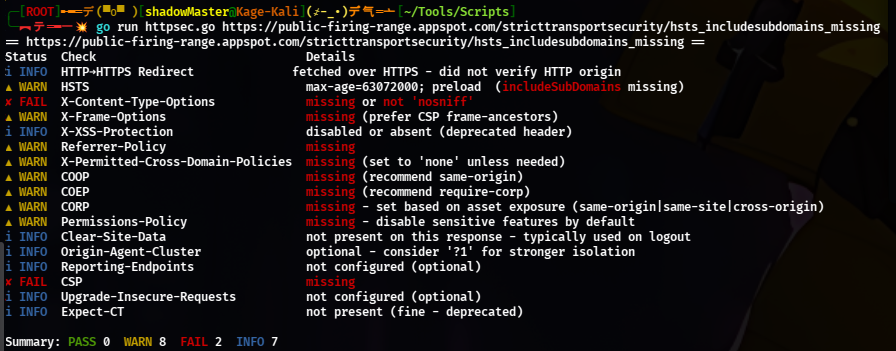 [ROOT] デ( o )[shadowMaster@Kage-Kali](ﾒ-_•)デ气 [~/Tools/Scripts]
デ 💥 go run httpsec.go https://public-firing-range.appspot.com/stricttransportsecurity/hsts_includesubdomains_missing
== https://public-firing-range.appspot.com/stricttransportsecurity/hsts_includesubdomains_missing ==
Status Check Details
i INFO HTTP→HTTPS Redirect fetched over HTTPS - did not verify HTTP origin
▲ WARN HSTS max-age=63072000; preload (includeSubDomains missing)
✘ FAIL X-Content-Type-Options missing or not 'nosniff'
▲ WARN X-Frame-Options missing (prefer CSP frame-ancestors)
i INFO X-XSS-Protection disabled or absent (deprecated header)
▲ WARN Referrer-Policy missing
▲ WARN X-Permitted-Cross-Domain-Policies missing (set to 'none' unless needed)
▲ WARN COOP missing (recommend same-origin)
▲ WARN COEP missing (recommend require-corp)
▲ WARN CORP missing - set based on asset exposure (same-origin|same-site|cross-origin)
▲ WARN Permissions-Policy missing - disable sensitive features by default
i INFO Clear-Site-Data not present on this response - typically used on logout
i INFO Origin-Agent-Cluster optional - consider '?1' for stronger isolation
i INFO Reporting-Endpoints not configured (optional)
✘ FAIL CSP missing
i INFO Upgrade-Insecure-Requests not configured (optional)
i INFO Expect-CT not present (fine - deprecated)
Summary: PASS 0 WARN 8 FAIL 2 INFO 7